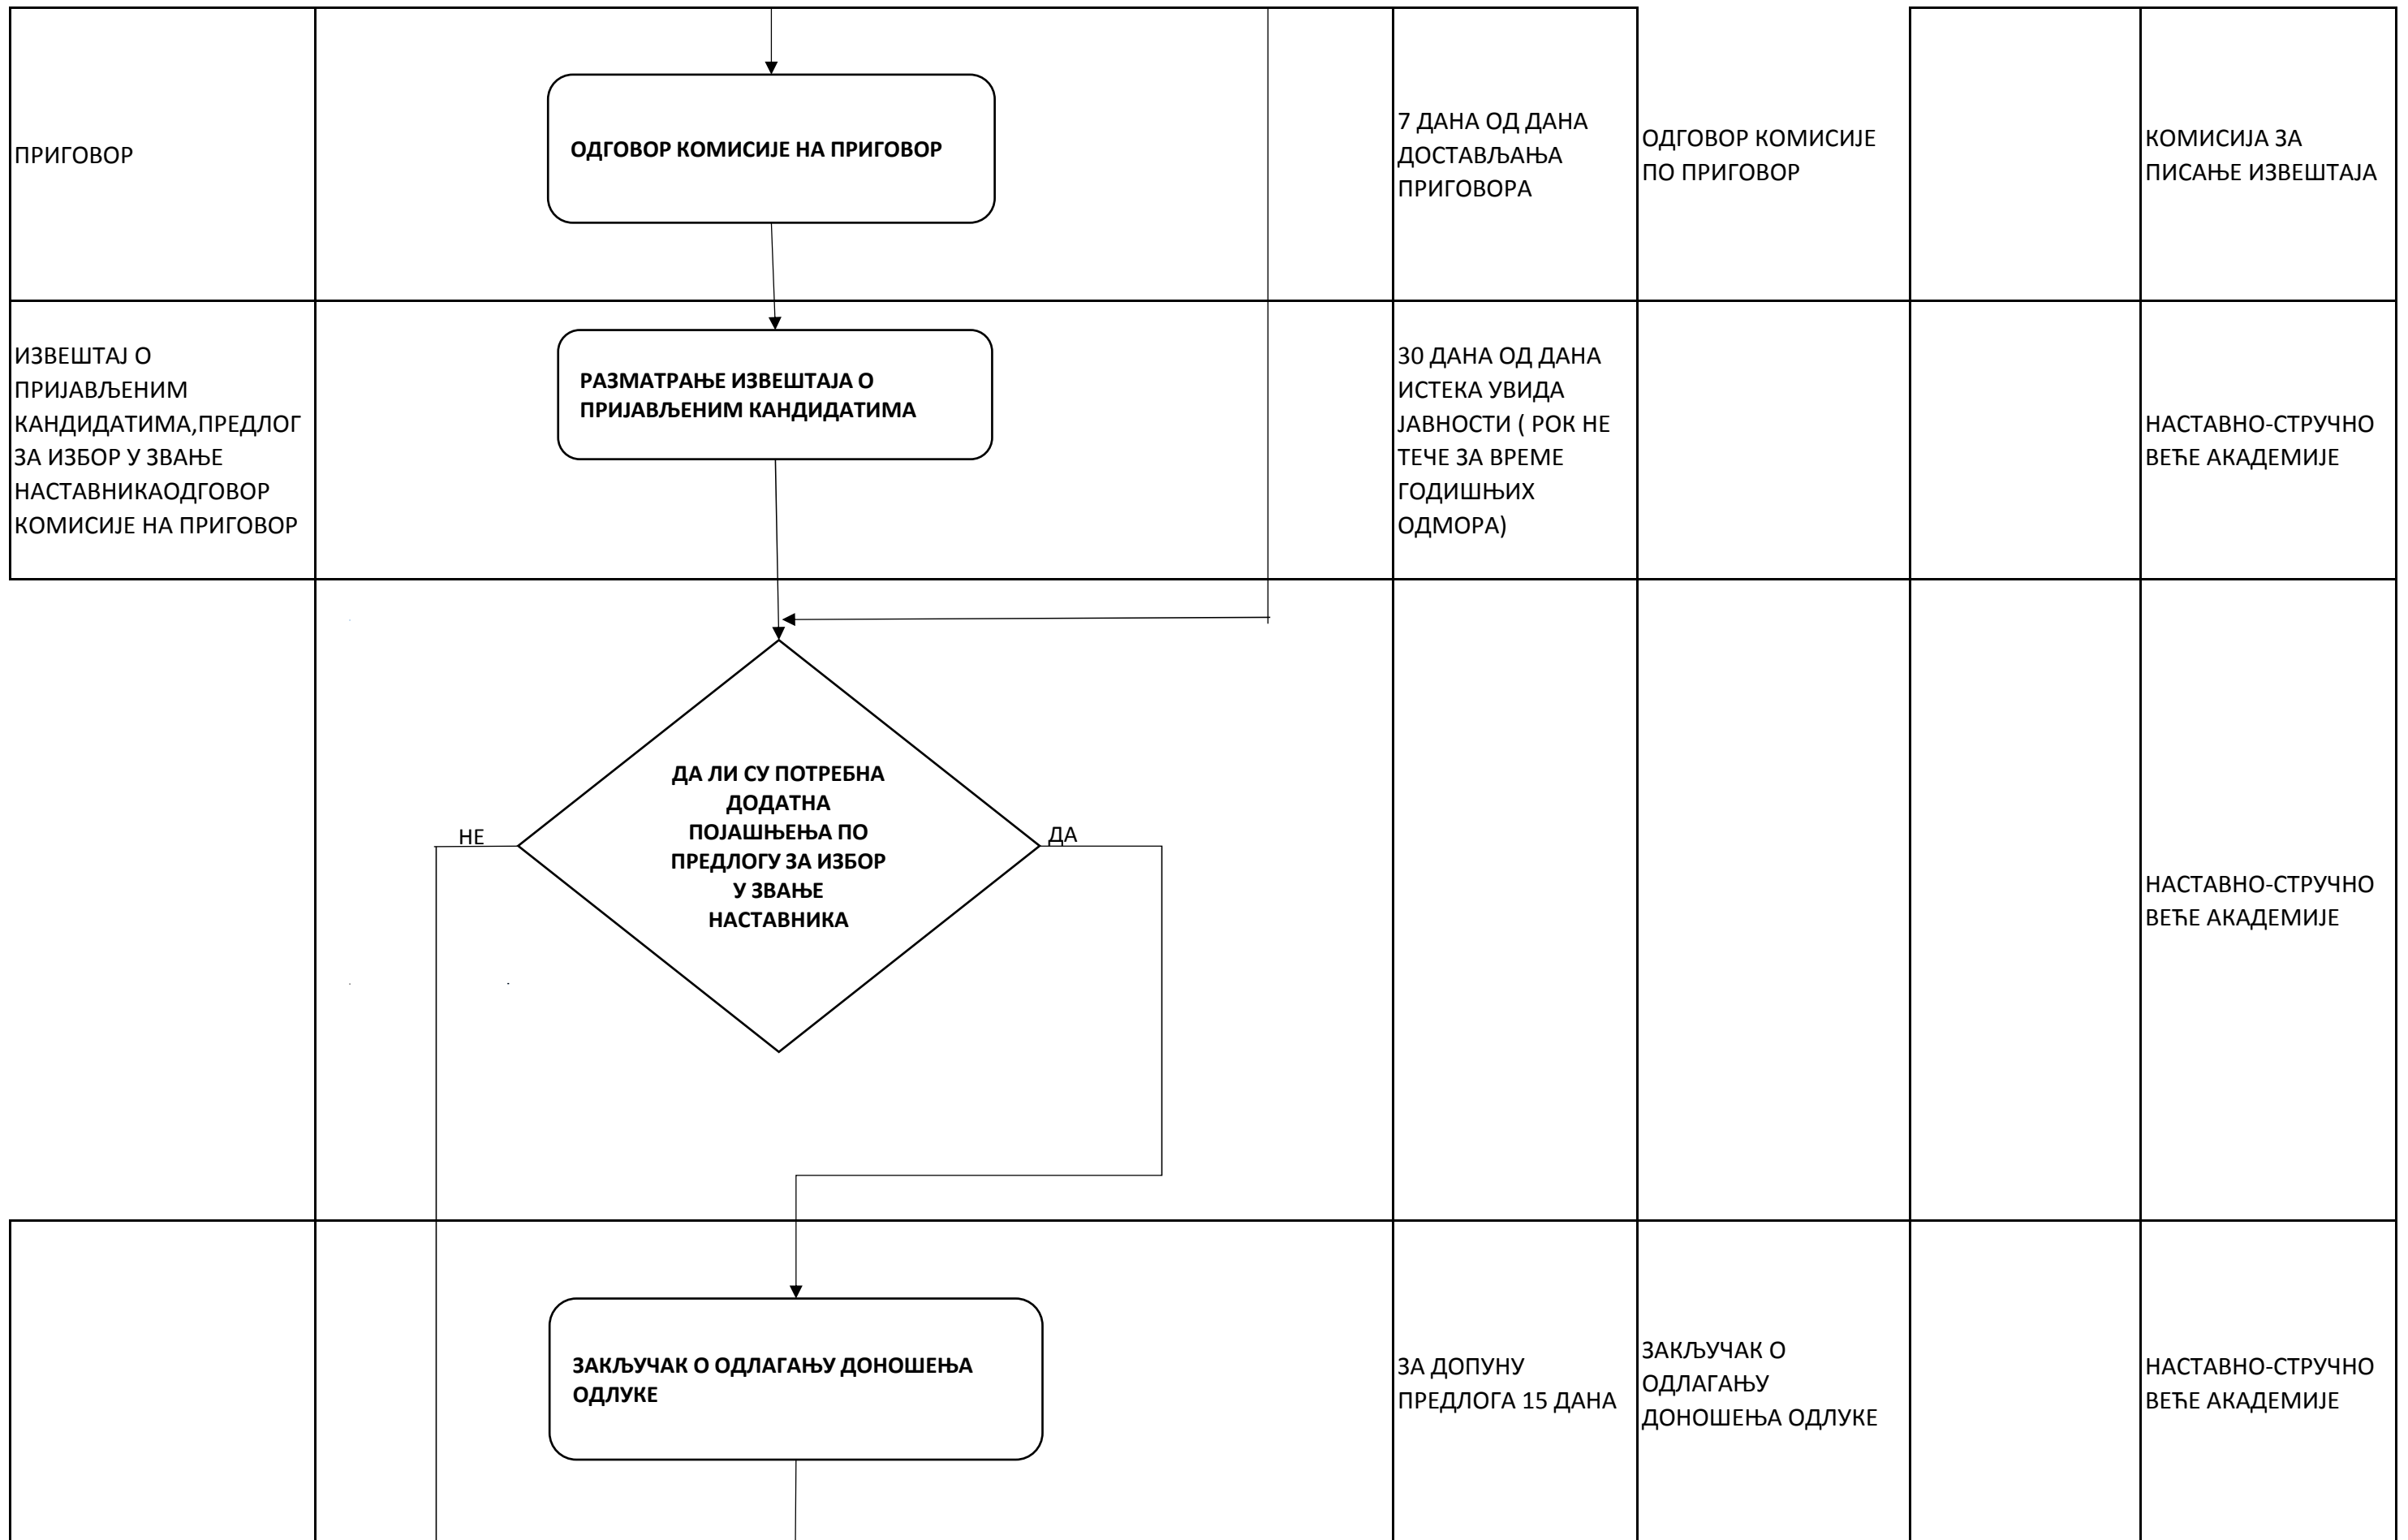 ПРИГОВОР
ОДГОВОР КОМИСИЈЕ НА ПРИГОВОР
7 ДАНА ОД ДАНА
ДОСТАВЉАЊА
ПРИГОВОРА
ОДГОВОР КОМИСИЈЕ
ПО ПРИГОВОР
КОМИСИЈА ЗА
ПИСАЊЕ ИЗВЕШТАЈА
ИЗВЕШТАЈ О
ПРИЈАВЉЕНИМ
КАНДИДАТИМА,ПРЕДЛОГ
ЗА ИЗБОР У ЗВАЊЕ
НАСТАВНИКАОДГОВОР
КОМИСИЈЕ НА ПРИГОВОР
РАЗМАТРАЊЕ ИЗВЕШТАЈА О
ПРИЈАВЉЕНИМ КАНДИДАТИМА
30 ДАНА ОД ДАНА
ИСТЕКА УВИДА
ЈАВНОСТИ ( РОК НЕ
ТЕЧЕ ЗА ВРЕМЕ
ГОДИШЊИХ
ОДМОРА)
НАСТАВНО-СТРУЧНО
ВЕЋЕ АКАДЕМИЈЕ
ДА ЛИ СУ ПОТРЕБНА
ДОДАТНА
ПОЈАШЊЕЊА ПО
ПРЕДЛОГУ ЗА ИЗБОР
У ЗВАЊЕ
НАСТАВНИКА
НЕ
ДА
НАСТАВНО-СТРУЧНО
ВЕЋЕ АКАДЕМИЈЕ
ЗАКЉУЧАК О ОДЛАГАЊУ ДОНОШЕЊА
ОДЛУКЕ
ЗА ДОПУНУ
ПРЕДЛОГА 15 ДАНА
ЗАКЉУЧАК О
ОДЛАГАЊУ
ДОНОШЕЊА ОДЛУКЕ
НАСТАВНО-СТРУЧНО
ВЕЋЕ АКАДЕМИЈЕ